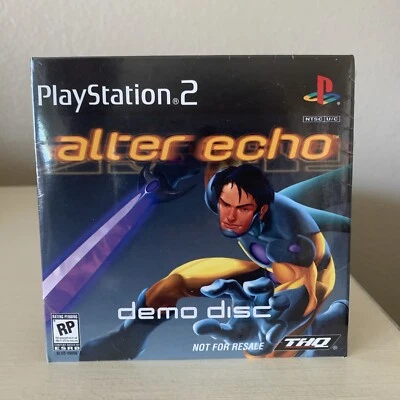 PlayStation®2
NTSC U/C
alter echo
demo disc
RATING PENDING
RP
ESRB
NOT FOR RESALE
THQ